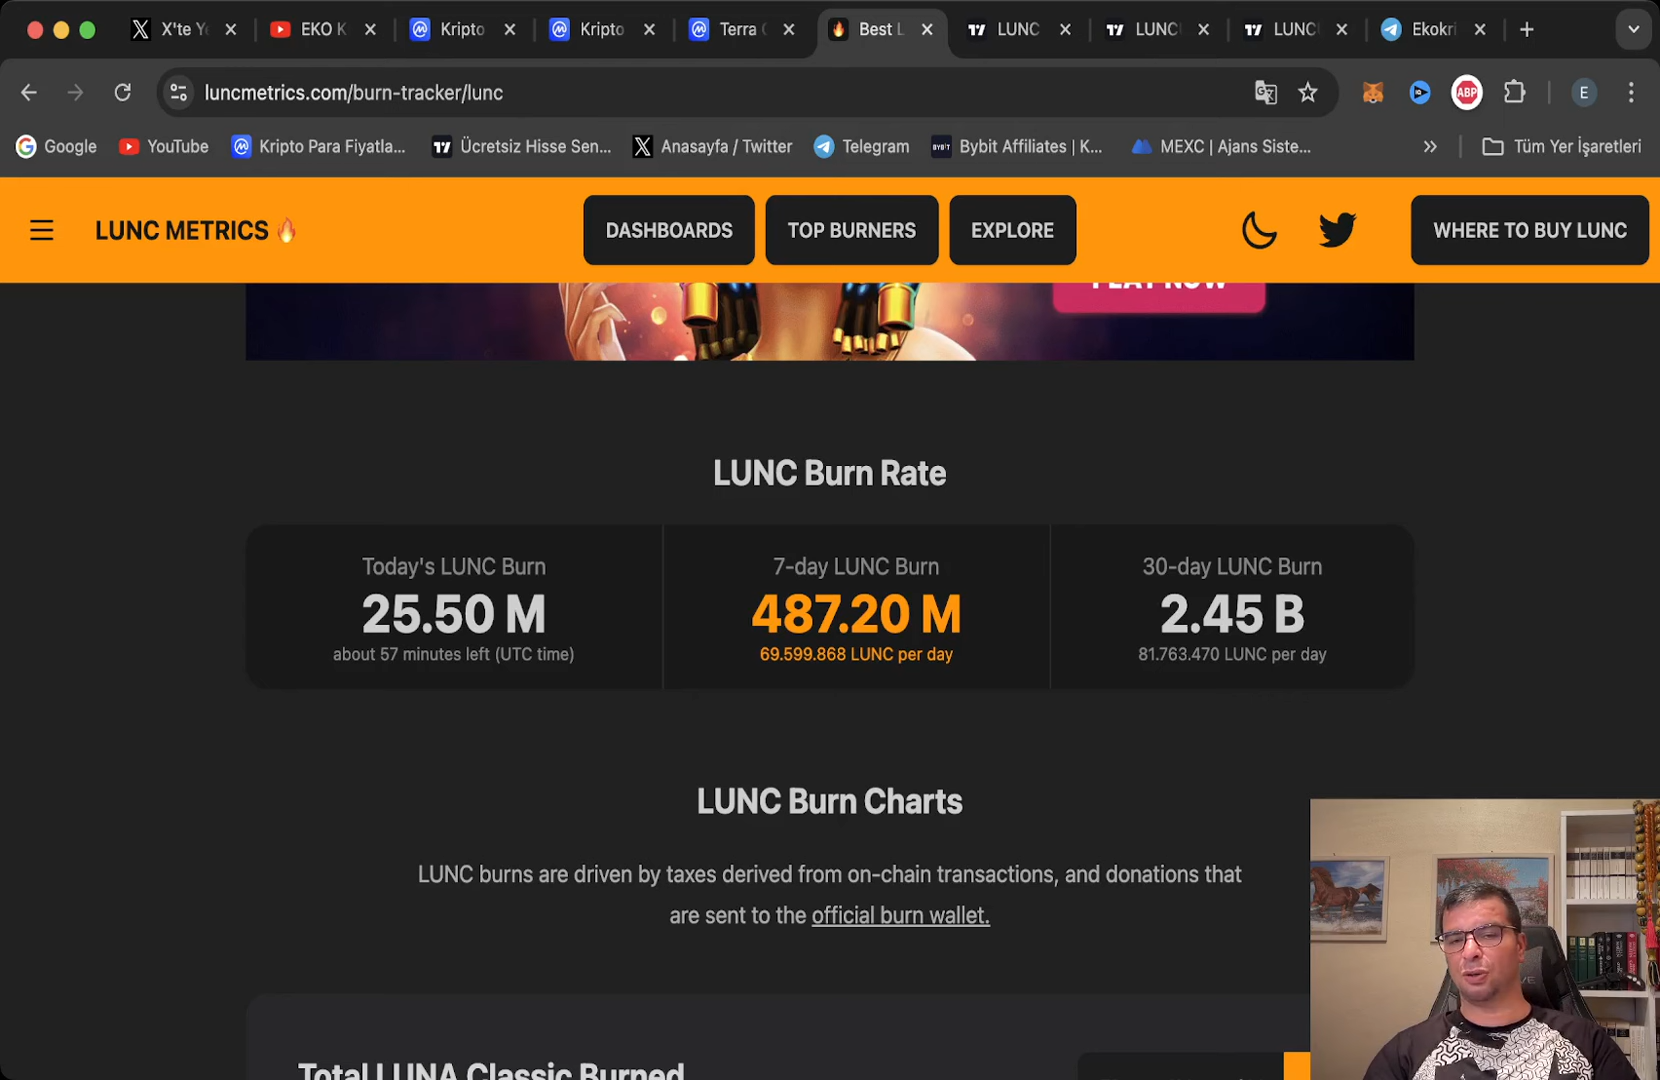 X'te Y
EKO K
Kripto
Kripto
Terra
Best L
LUNC
LUNC
LUNC
Ekokri
luncmetrics.com/burn-tracker/lunc
ABP
E
Google
YouTube
Kripto Para Fiyatla...
Ücretsiz Hisse Sen...
Anasayfa / Twitter
Telegram
Bybit Affiliates | K...
MEXC | Ajans Siste...
Tüm Yer İşaretleri
LUNC METRICS
DASHBOARDS
TOP BURNERS
EXPLORE
WHERE TO BUY LUNC
PLAY NOW
LUNC Burn Rate
Today's LUNC Burn
25.50 M
about 57 minutes left (UTC time)
7-day LUNC Burn
487.20 M
69.599.868 LUNC per day
30-day LUNC Burn
2.45 B
81.763.470 LUNC per day
LUNC Burn Charts
LUNC burns are driven by taxes derived from on-chain transactions, and donations that
are sent to the official burn wallet.
Total LUNA Classic Burned